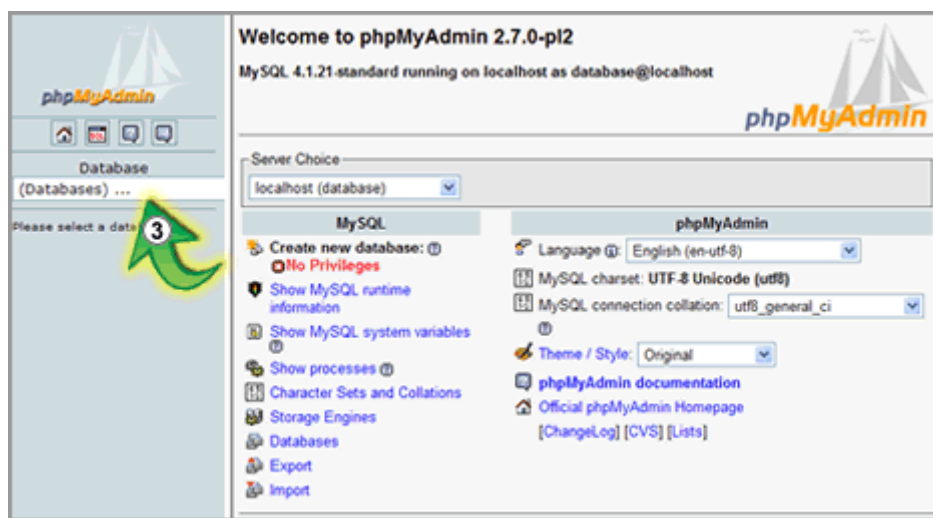 phpMyAdmin
Database
(Databases) ...
Please select a dat
3
Welcome to phpMyAdmin 2.7.0-pl2
MySQL 4.1.21-standard running on localhost as database@localhost
phpMyAdmin
Server Choice
localhost (database)
MySQL
Create new database:
No Privileges
Show MySQL runtime
information
Show MySQL system variables
Show processes
Character Sets and Collations
Storage Engines
Databases
Export
Import
phpMyAdmin
Language: English (en-utf-8)
MySQL charset: UTF-8 Unicode (utf8)
MySQL connection collation: utf8_general_ci
Theme / Style: Original
phpMyAdmin documentation
Official phpMyAdmin Homepage
[ChangeLog] [CVS] [Lists]